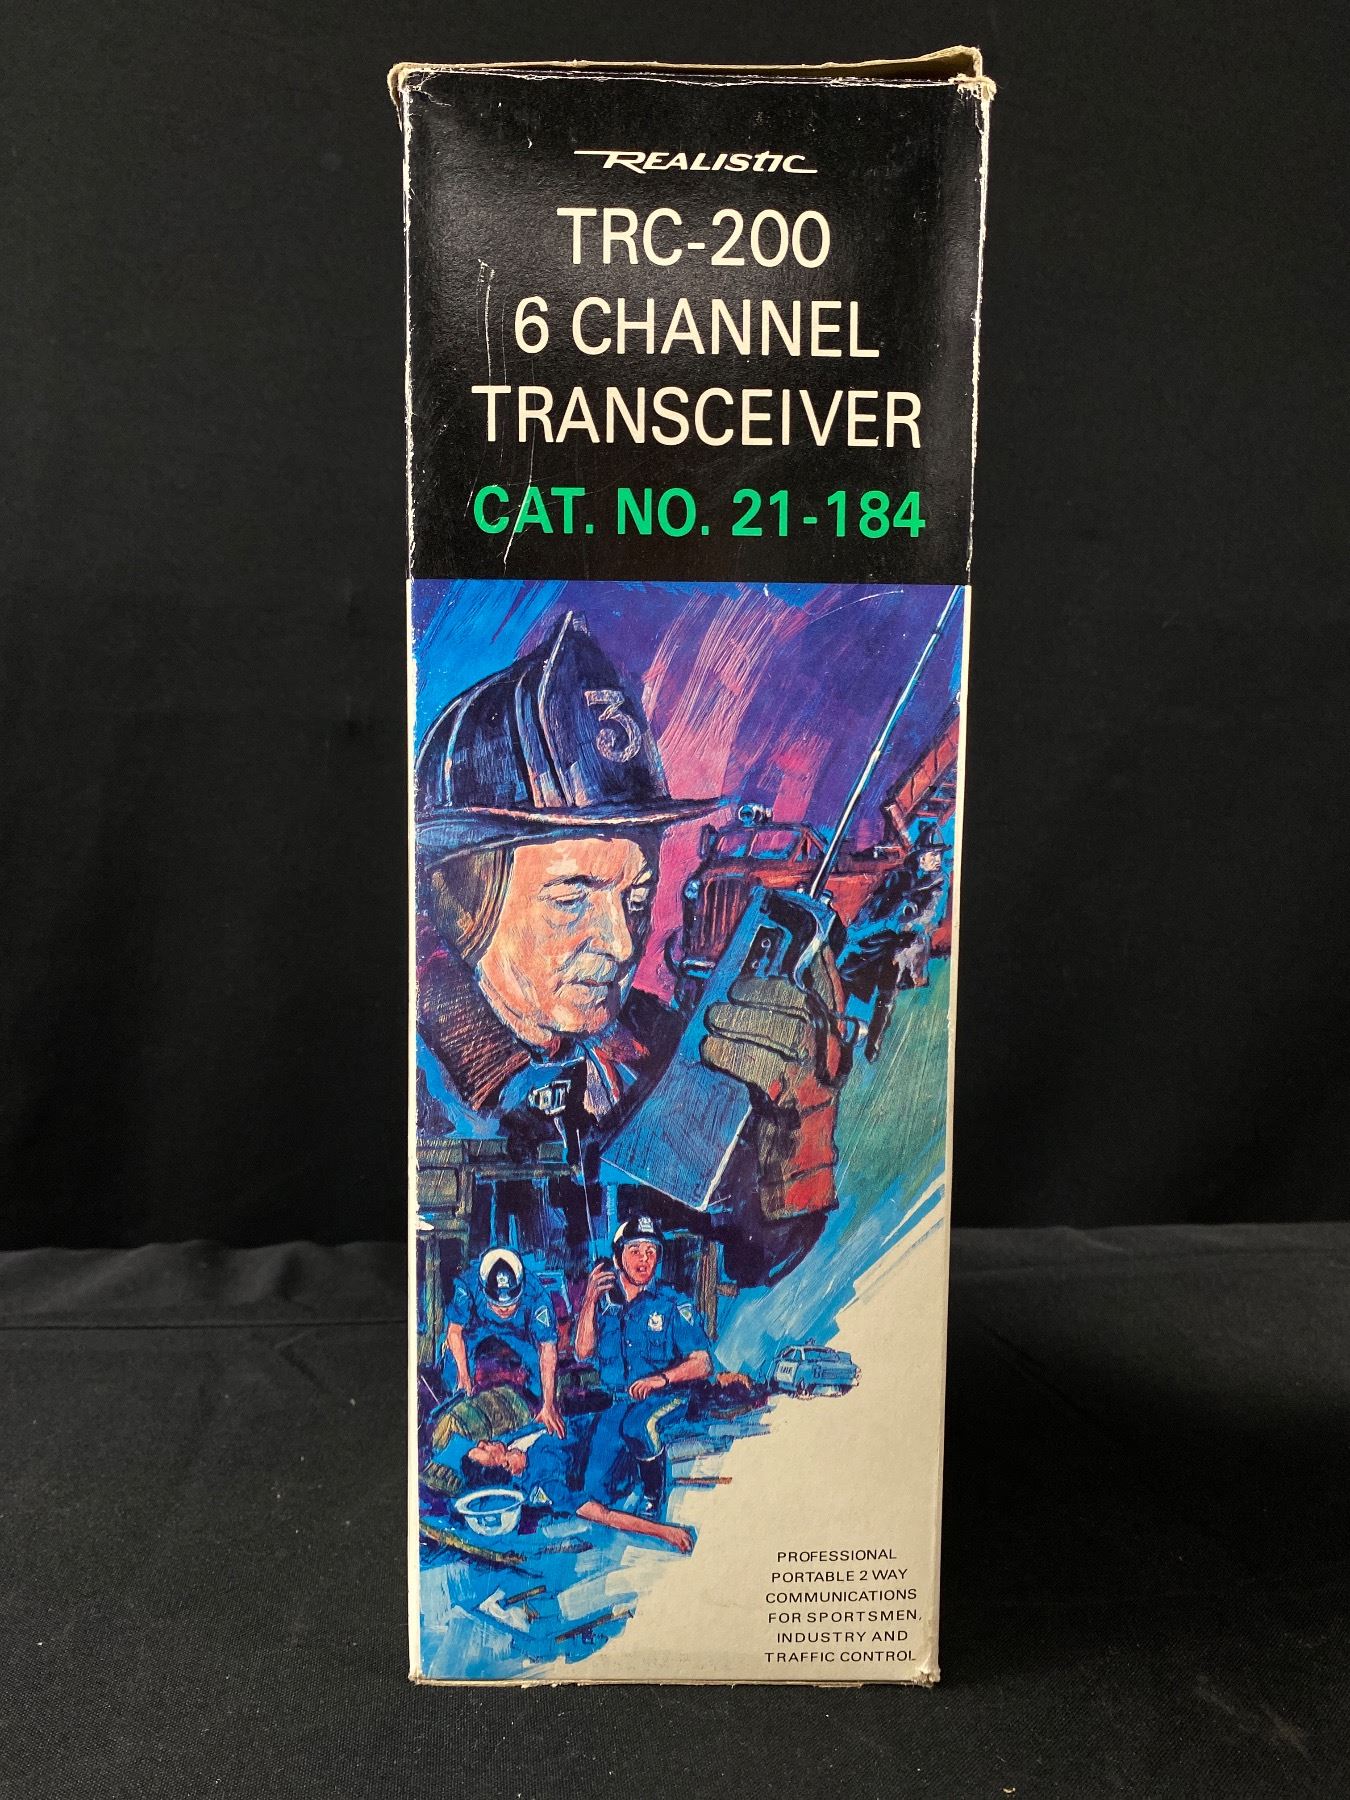 REALISTIC
TRC-200
6 CHANNEL
TRANSCEIVER
CAT. NO. 21-184
3
PROFESSIONAL
PORTABLE 2 WAY
COMMUNICATIONS
FOR SPORTSMEN,
INDUSTRY AND
TRAFFIC CONTROL